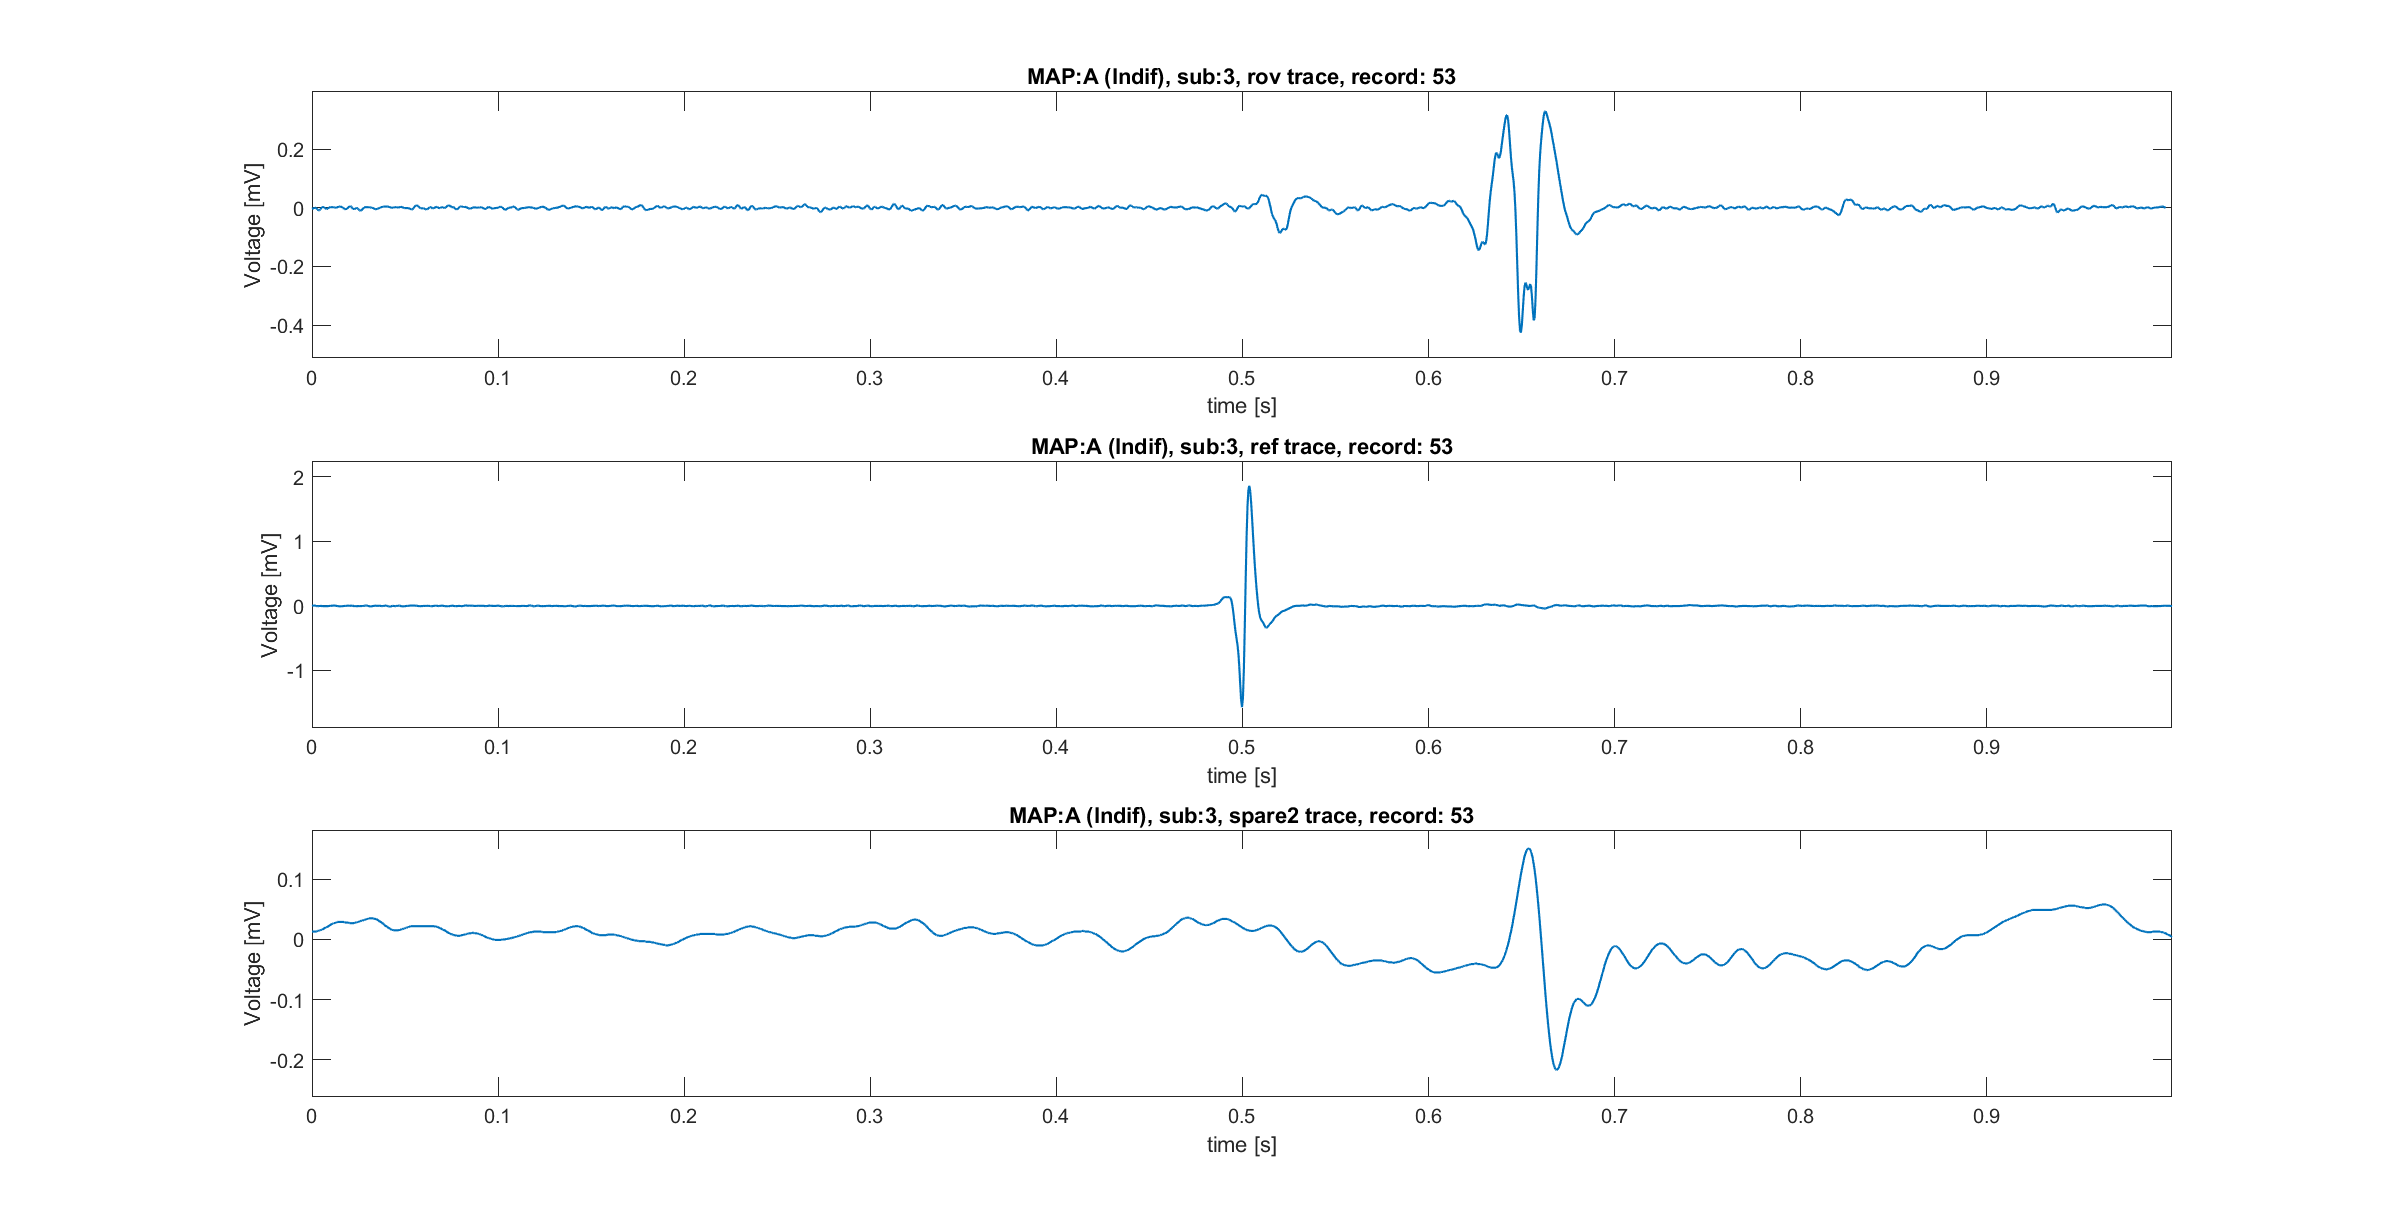 MAP:A (Indif), sub:3, rov trace, record: 53
Voltage [mV]
0.2
0
-0.2
-0.4
0 0.1 0.2 0.3 0.4 0.5 0.6 0.7 0.8 0.9
time [s]
MAP:A (Indif), sub:3, ref trace, record: 53
Voltage [mV]
2
1
0
-1
0 0.1 0.2 0.3 0.4 0.5 0.6 0.7 0.8 0.9
time [s]
MAP:A (Indif), sub:3, spare2 trace, record: 53
Voltage [mV]
0.1
0
-0.1
-0.2
0 0.1 0.2 0.3 0.4 0.5 0.6 0.7 0.8 0.9
time [s]